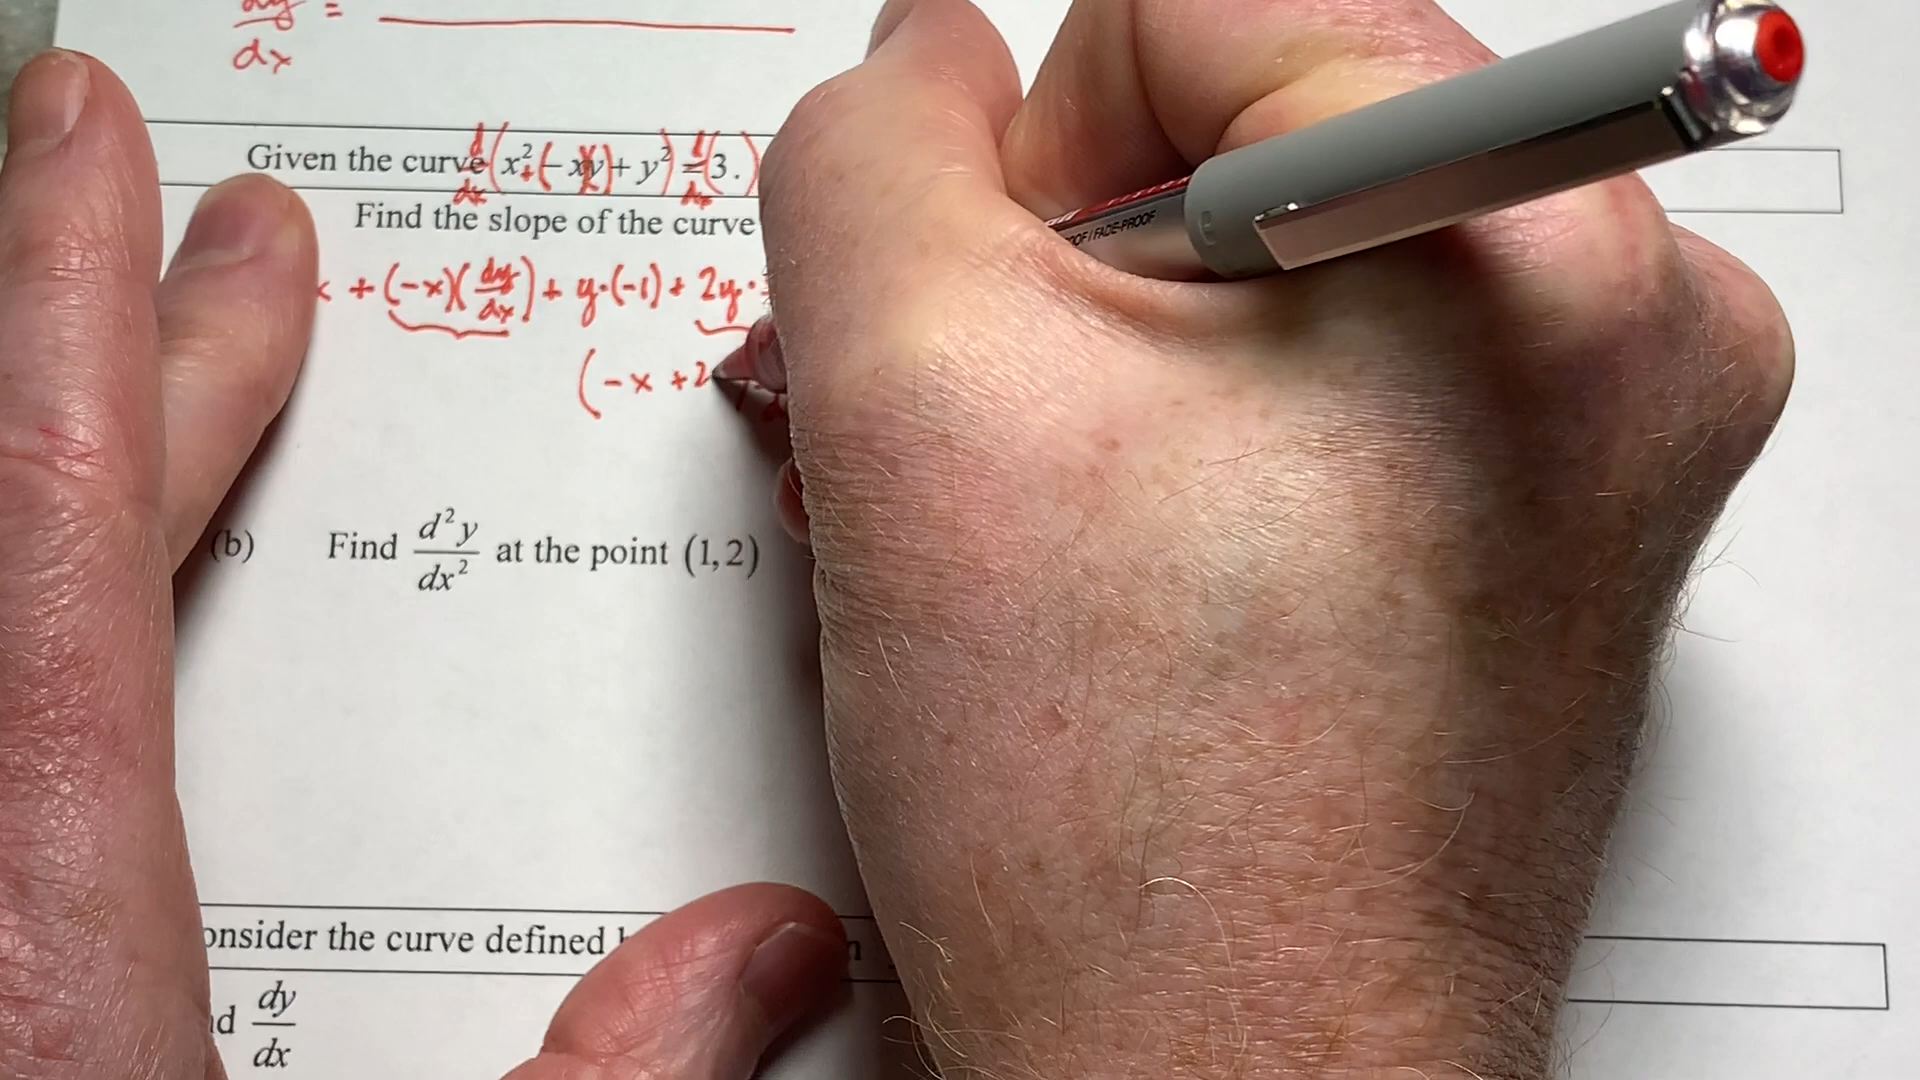 dy/dx =
Given the curve d/dx (x² + (-xy) + y²) = d/dx (3.)
Find the slope of the curve
+ (-x)(dy/dx) + y·(-1) + 2y·
(-x + 2
(b) Find d²y/dx² at the point (1, 2)
onsider the curve defined
dy/dx
OOF / FADE-PROOF